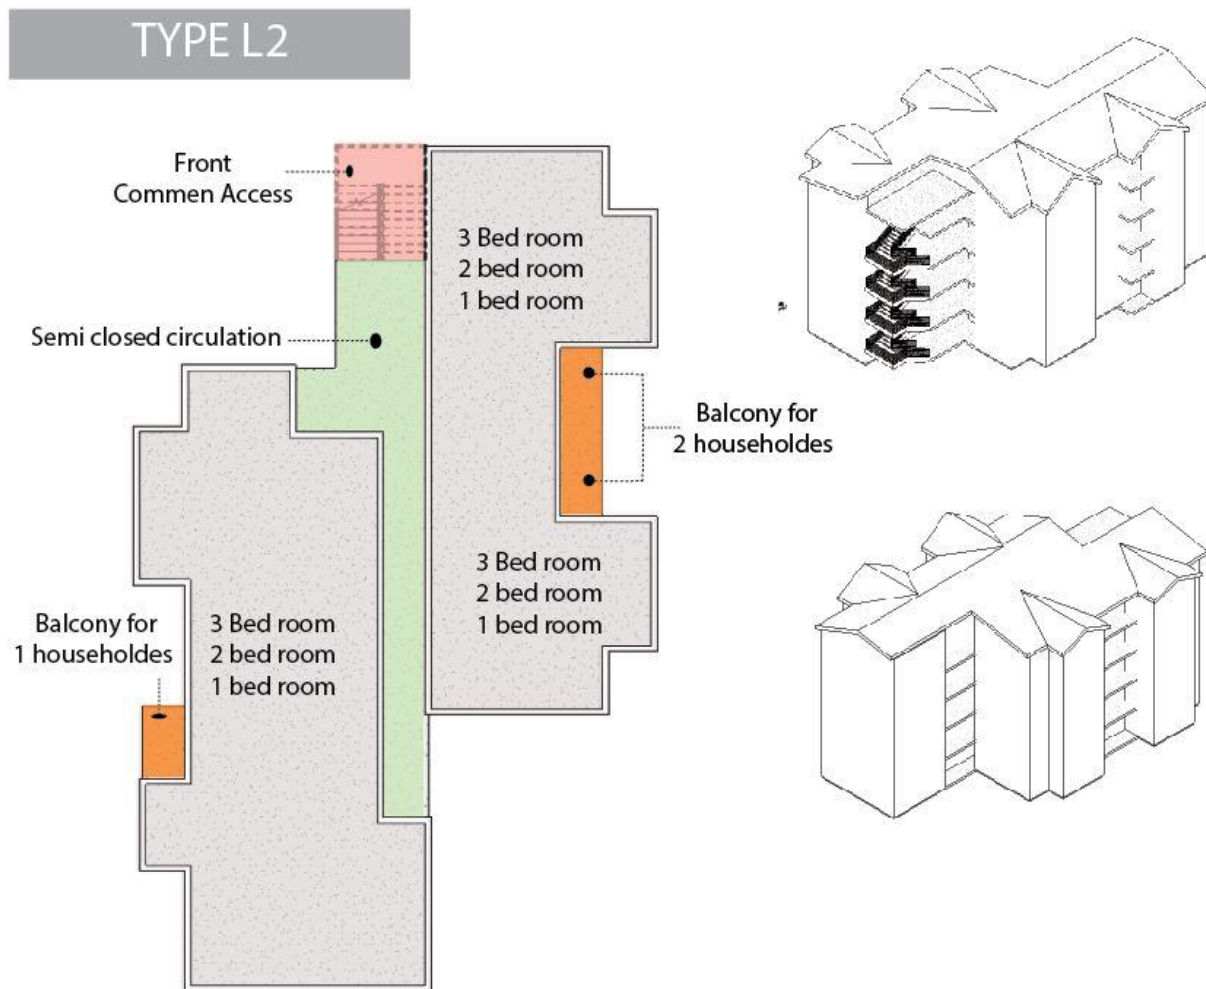 TYPE L2
Front
Commen Access
3 Bed room
2 bed room
1 bed room
Semi closed circulation
Balcony for
2 householdes
3 Bed room
2 bed room
1 bed room
Balcony for
1 householdes
3 Bed room
2 bed room
1 bed room